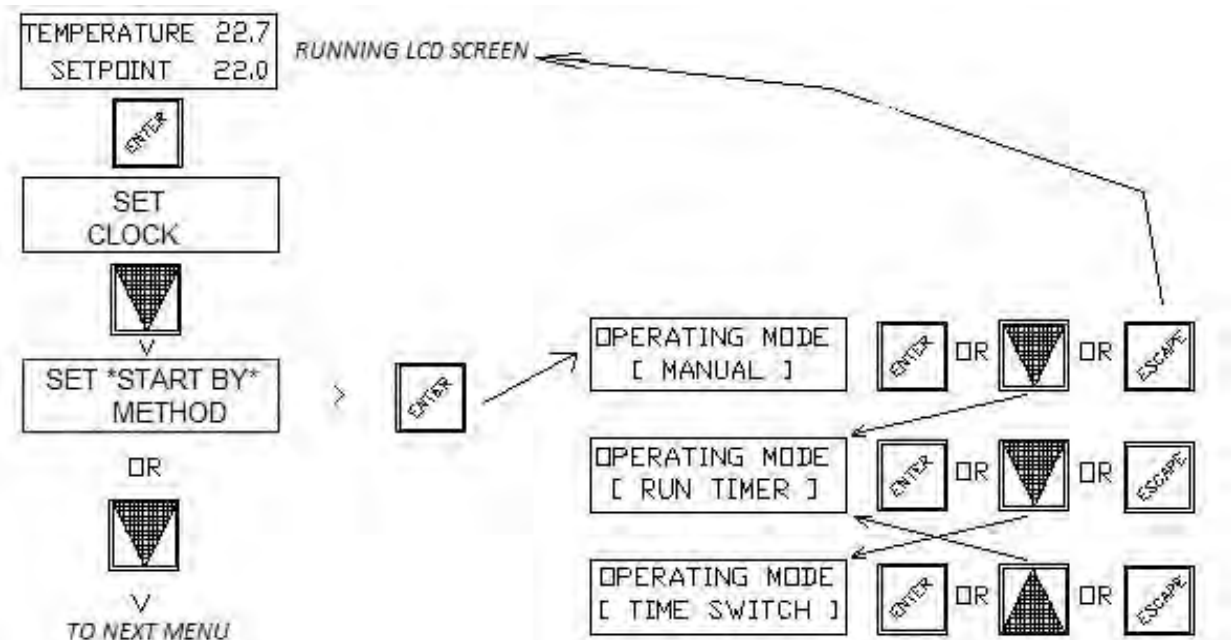 TEMPERATURE 22.7
SETPOINT 22.0
RUNNING LCD SCREEN
ENTER
SET
CLOCK
SET *START BY*
METHOD
>
ENTER
OR
TO NEXT MENU
OPERATING MODE
[ MANUAL ]
ENTER OR OR ESCAPE
OPERATING MODE
[ RUN TIMER ]
ENTER OR OR ESCAPE
OPERATING MODE
[ TIME SWITCH ]
ENTER OR OR ESCAPE